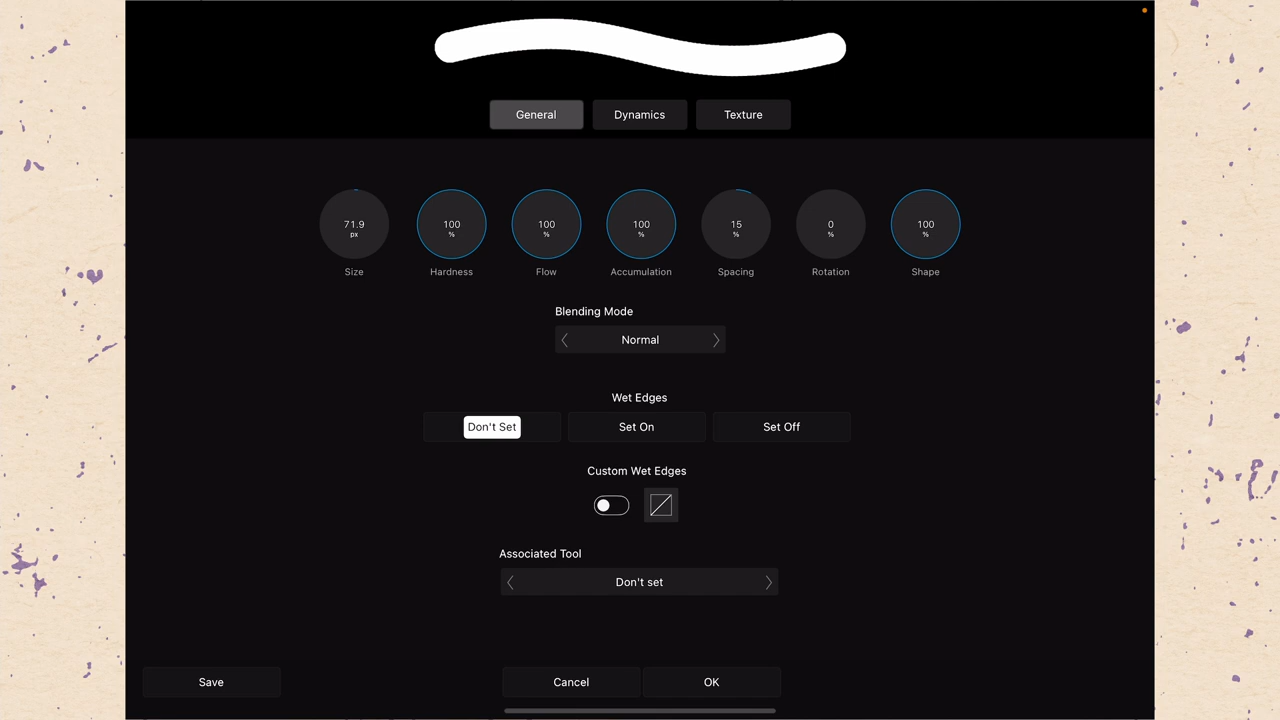 General Dynamics Texture
71.9 100 100 100 15 0 100
px % % % % % %
Size Hardness Flow Accumulation Spacing Rotation Shape
Blending Mode
Normal
Wet Edges
Don't Set Set On Set Off
Custom Wet Edges
Associated Tool
Don't set
Save Cancel OK